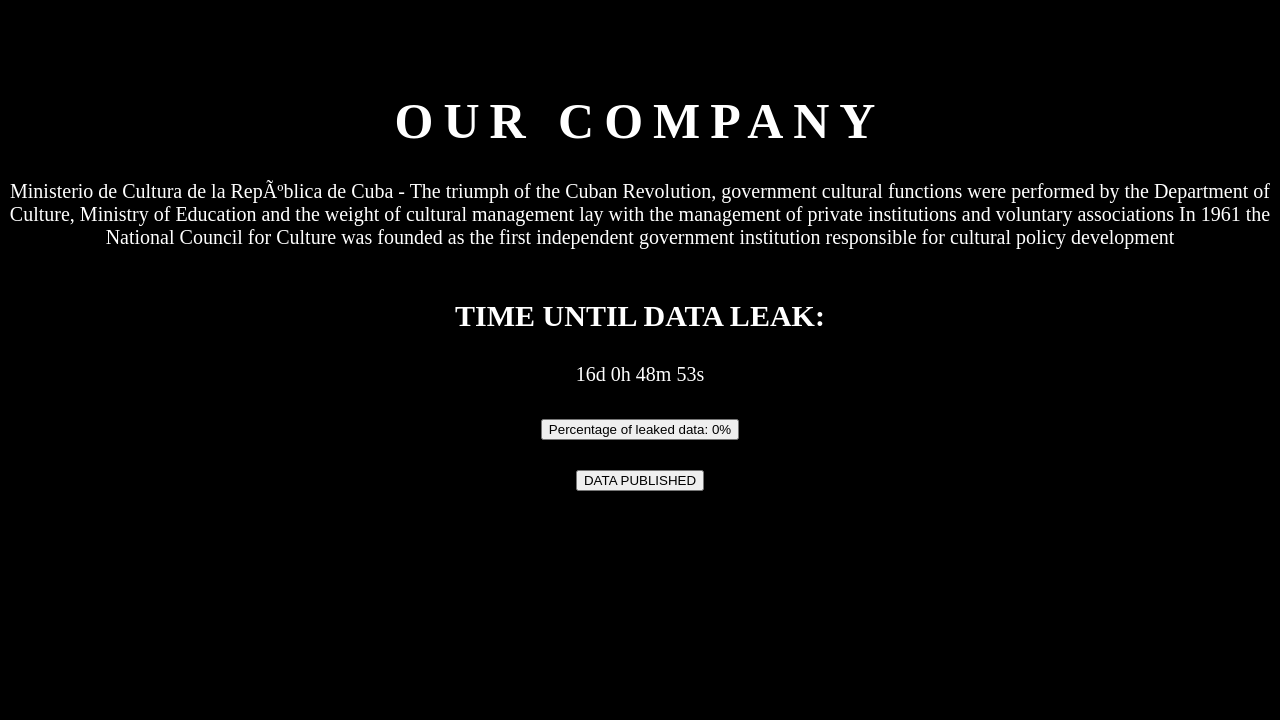 OUR COMPANY
Ministerio de Cultura de la RepÃºblica de Cuba - The triumph of the Cuban Revolution, government cultural functions were performed by the Department of
Culture, Ministry of Education and the weight of cultural management lay with the management of private institutions and voluntary associations In 1961 the
National Council for Culture was founded as the first independent government institution responsible for cultural policy development
TIME UNTIL DATA LEAK:
16d 0h 48m 53s
Percentage of leaked data: 0%
DATA PUBLISHED